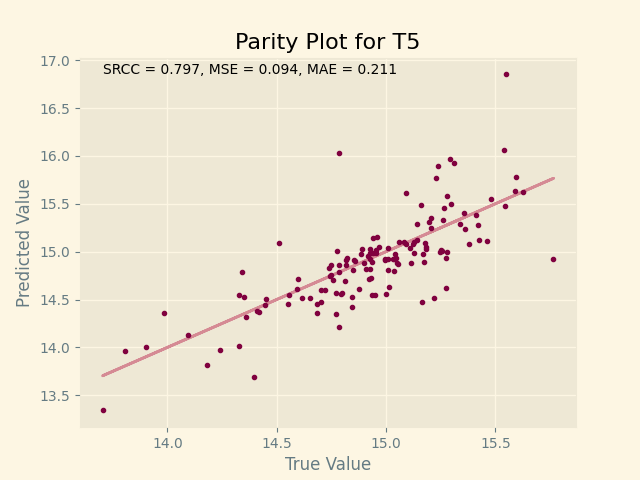 Parity Plot for T5
SRCC = 0.797, MSE = 0.094, MAE = 0.211
17.0
16.5
16.0
15.5
15.0
14.5
14.0
13.5
Predicted Value
14.0 14.5 15.0 15.5
True Value